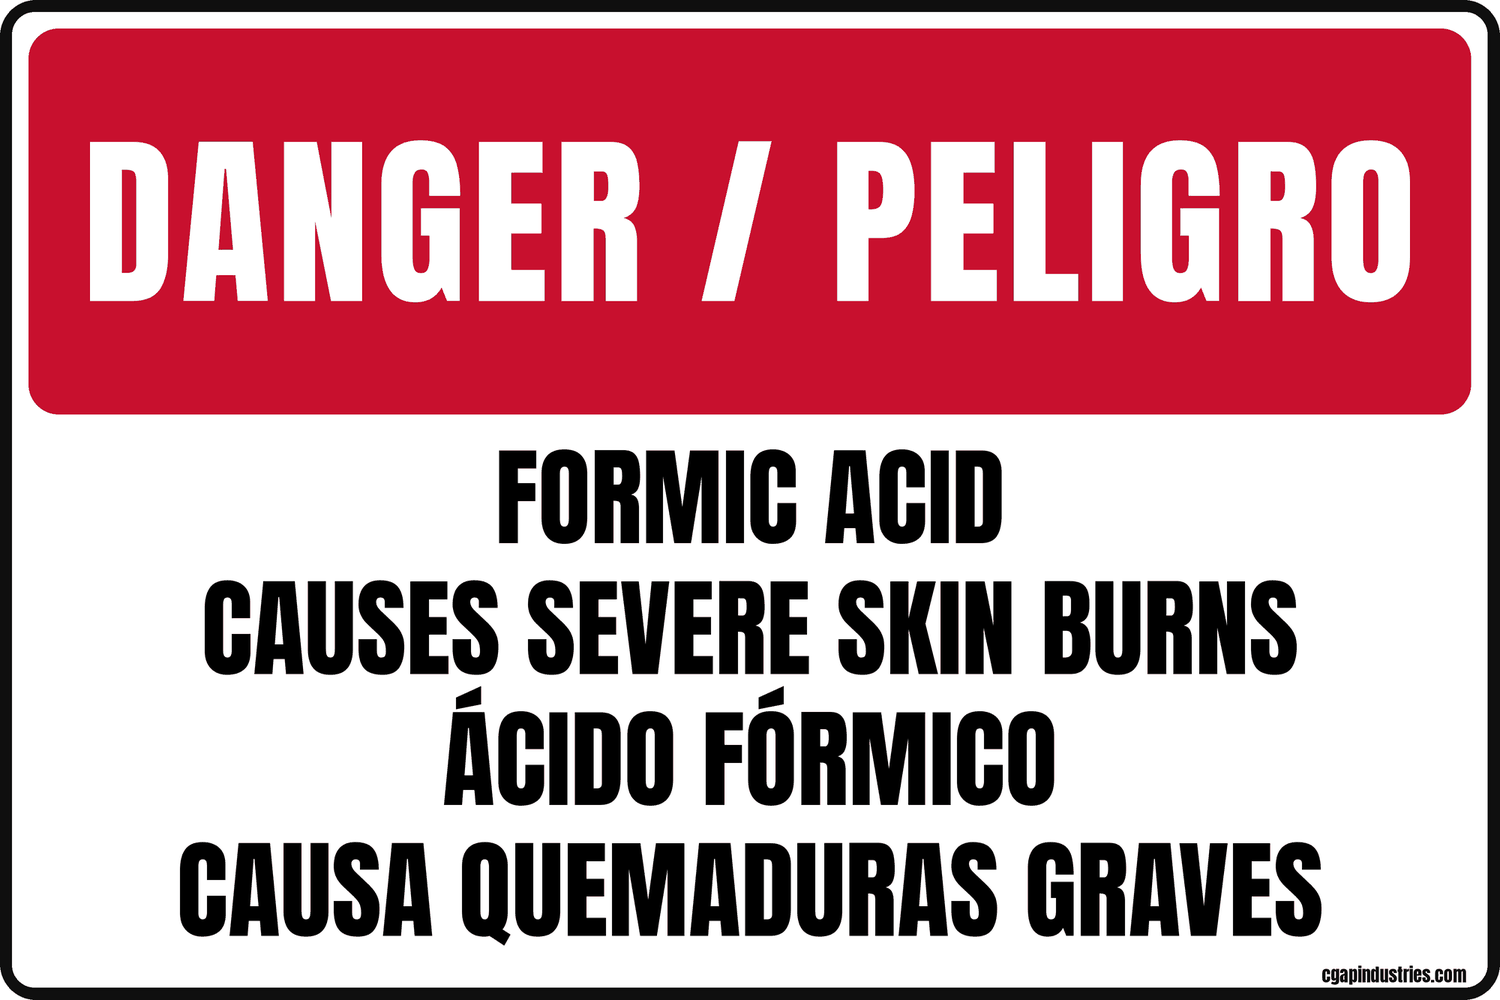 DANGER / PELIGRO
FORMIC ACID
CAUSES SEVERE SKIN BURNS
ÁCIDO FÓRMICO
CAUSA QUEMADURAS GRAVES
cgapindustries.com